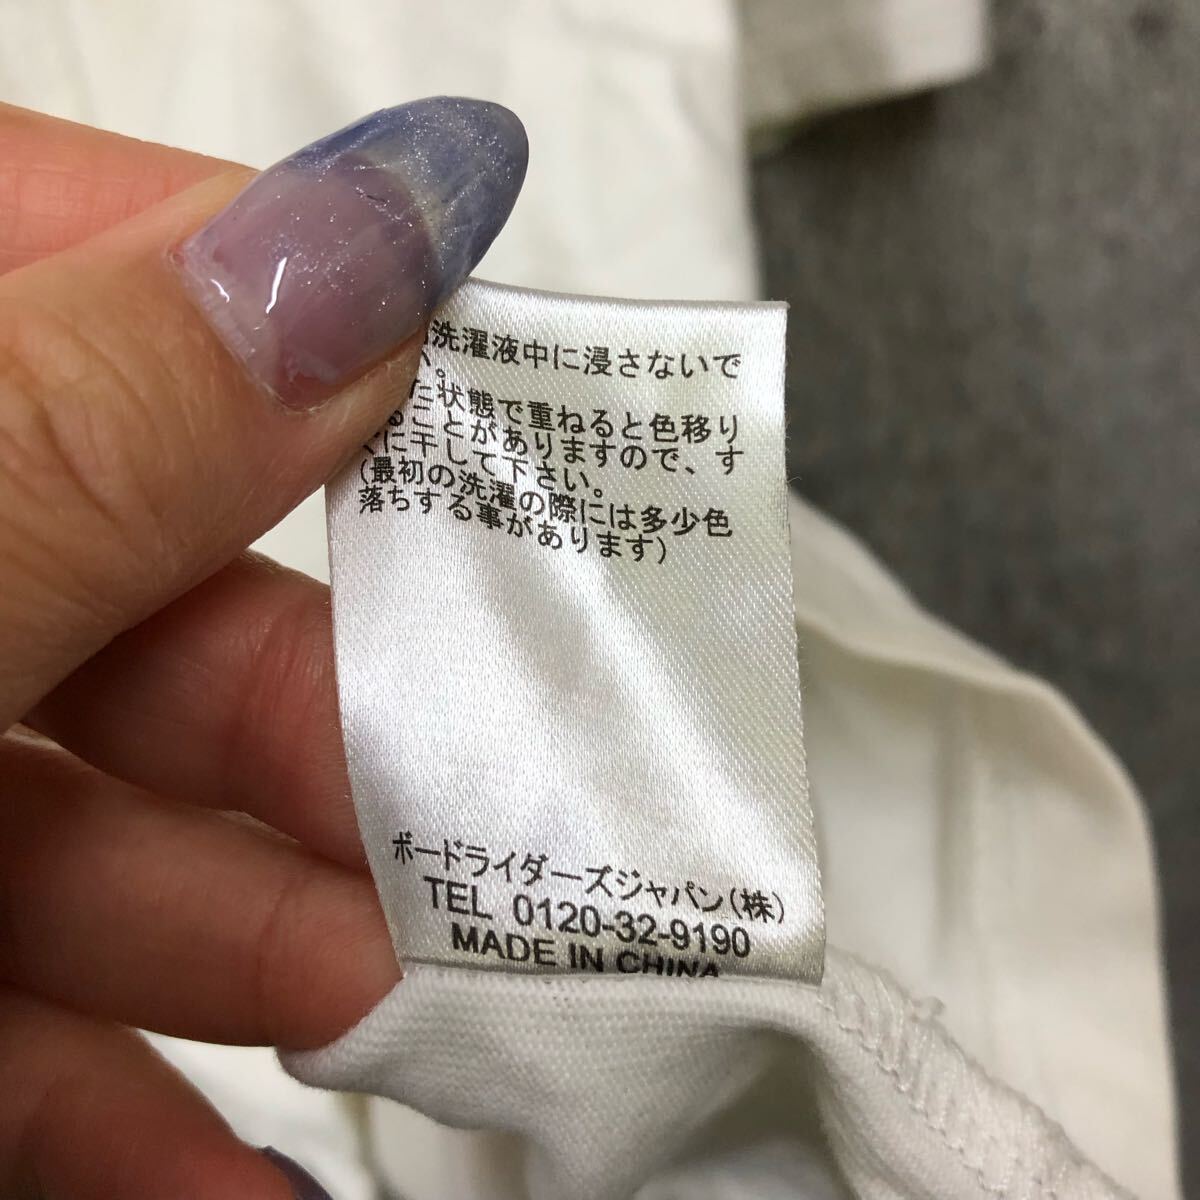 洗濯液中に浸さないで
い。
た状態で重ねると色移り
ることがありますので、す
ぐに干して下さい。
(最初の洗濯の際には多少色
落ちする事があります)
ボードライダーズジャパン(株)
TEL 0120-32-9190
MADE IN CHINA